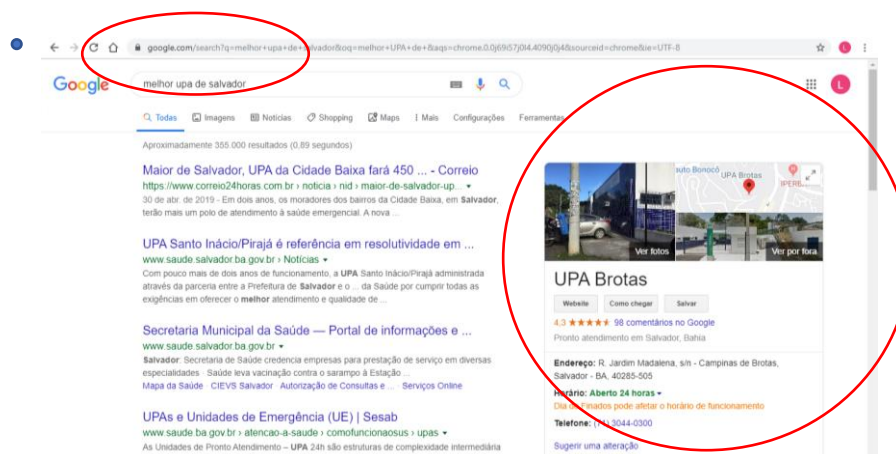 google.com/search?q=melhor+upa+de+salvador&oq=melhor+UPA+de+&aqs=chrome.0.0j69i57j0l4.4090j0j4&sourceid=chrome&ie=UTF-8
L
Google
melhor upa de salvador
L
Todas Imagens Notícias Shopping Maps Mais Configurações Ferramentas
Aproximadamente 355.000 resultados (0,89 segundos)
Maior de Salvador, UPA da Cidade Baixa fará 450 ... - Correio
https://www.correio24horas.com.br › noticia › nid › maior-de-salvador-up...
30 de abr. de 2019 - Em dois anos, os moradores dos bairros da Cidade Baixa, em Salvador,
terão mais um polo de atendimento à saúde emergencial. A nova ...
UPA Santo Inácio/Pirajá é referência em resolutividade em ...
www.saude.salvador.ba.gov.br › Notícias
Com pouco mais de dois anos de funcionamento, a UPA Santo Inácio/Pirajá administrada
através da parceria entre a Prefeitura de Salvador e o ... da Saúde por cumprir todas as
exigências em oferecer o melhor atendimento e qualidade de ...
Secretaria Municipal da Saúde — Portal de informações e ...
www.saude.salvador.ba.gov.br
Salvador: Secretaria de Saúde credencia empresas para prestação de serviço em diversas
especialidades · Saúde leva vacinação contra o sarampo à Estação ...
Mapa da Saúde · CIEVS Salvador · Autorização de Consultas e ... · Serviços Online
UPAs e Unidades de Emergência (UE) | Sesab
www.saude.ba.gov.br › atencao-a-saude › comofuncionaosus › upas
As Unidades de Pronto Atendimento – UPA 24h são estruturas de complexidade intermediária
Bonocô
UPA Brotas
Ver fotos
Ver por fora
UPA Brotas
Website Como chegar Salvar
4,3 98 comentários no Google
Pronto atendimento em Salvador, Bahia
Endereço: R. Jardim Madalena, s/n - Campinas de Brotas,
Salvador - BA, 40285-505
Horário: Aberto 24 horas
Dia de Finados pode afetar o horário de funcionamento
Telefone: (71) 3044-0300
Sugerir uma alteração